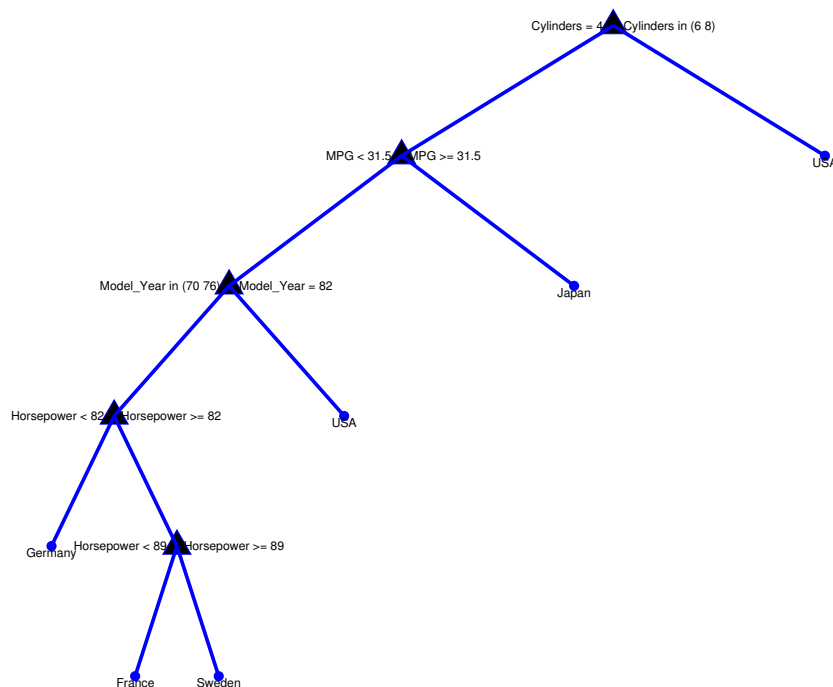 Cylinders = 4 Cylinders in (6 8)
MPG < 31.5 MPG >= 31.5
USA
Model_Year in (70 76) Model_Year = 82
Japan
Horsepower < 82 Horsepower >= 82
USA
Germany
Horsepower < 89 Horsepower >= 89
France
Sweden